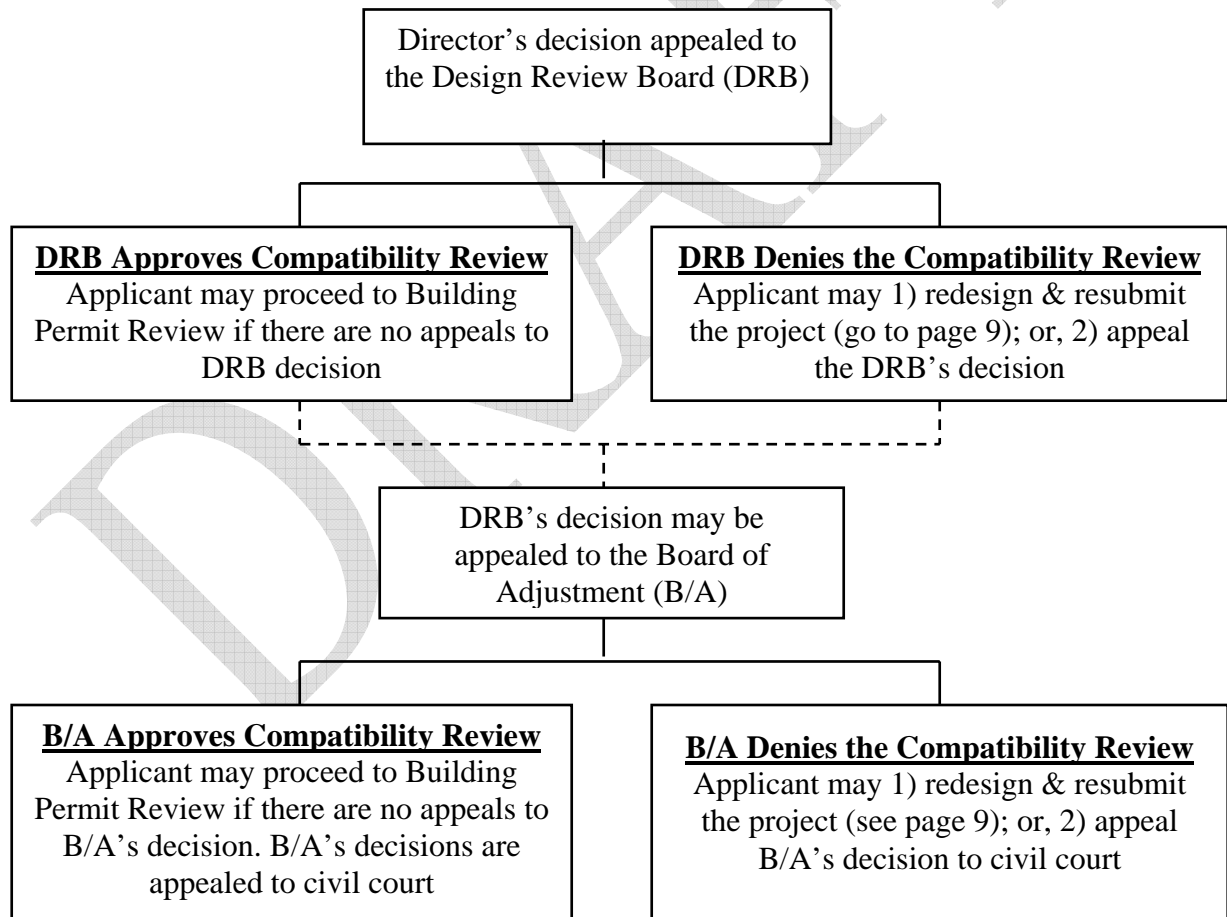 Director’s decision appealed to
the Design Review Board (DRB)
DRB Approves Compatibility Review
Applicant may proceed to Building
Permit Review if there are no appeals to
DRB decision
DRB Denies the Compatibility Review
Applicant may 1) redesign & resubmit
the project (go to page 9); or, 2) appeal
the DRB’s decision
DRB’s decision may be
appealed to the Board of
Adjustment (B/A)
B/A Approves Compatibility Review
Applicant may proceed to Building
Permit Review if there are no appeals to
B/A’s decision. B/A’s decisions are
appealed to civil court
B/A Denies the Compatibility Review
Applicant may 1) redesign & resubmit
the project (see page 9); or, 2) appeal
B/A’s decision to civil court